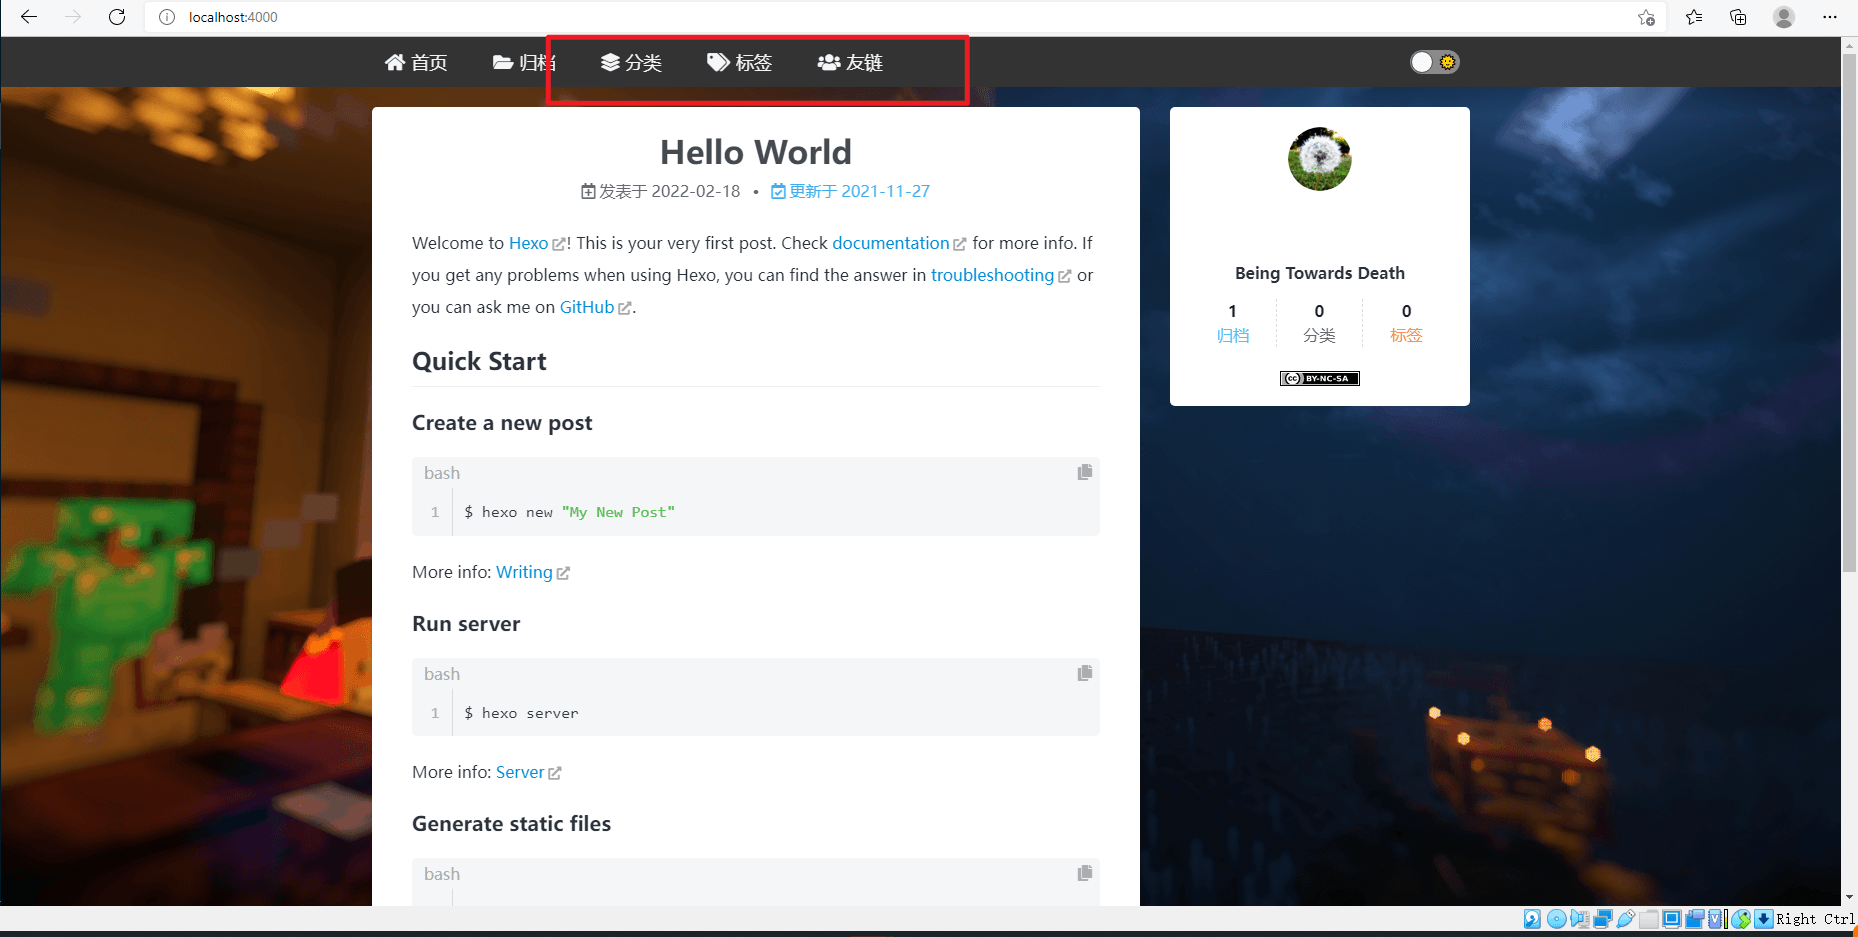 localhost:4000
首页 归档 分类 标签 友链
Hello World
发表于 2022-02-18 • 更新于 2021-11-27
Welcome to Hexo! This is your very first post. Check documentation for more info. If
you get any problems when using Hexo, you can find the answer in troubleshooting or
you can ask me on GitHub.
Quick Start
Create a new post
bash
1 $ hexo new "My New Post"
More info: Writing
Run server
bash
1 $ hexo server
More info: Server
Generate static files
bash
Being Towards Death
1 0 0
归档 分类 标签
cc BY-NC-SA
Right Ctrl